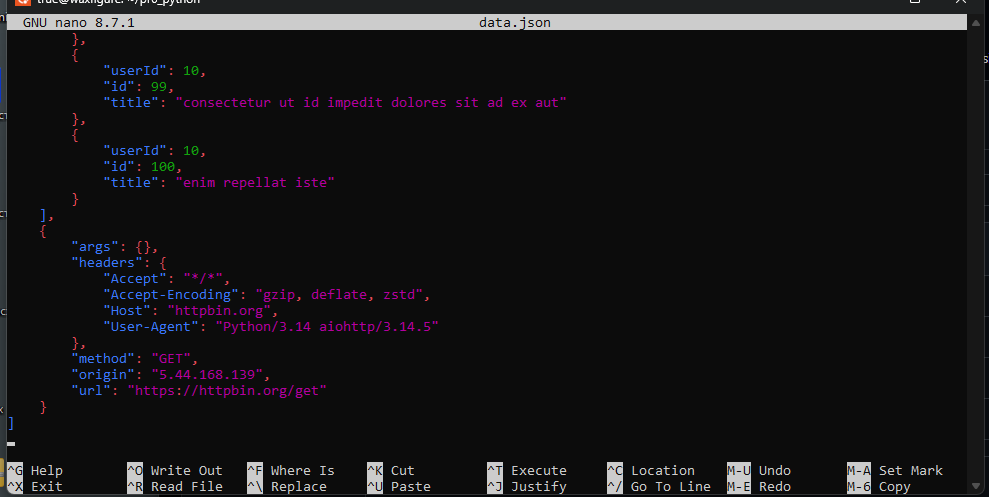 true@waxfigure: ~/pro_python
GNU nano 8.7.1 data.json
},
{
"userId": 10,
"id": 99,
"title": "consectetur ut id impedit dolores sit ad ex aut"
},
{
"userId": 10,
"id": 100,
"title": "enim repellat iste"
}
],
{
"args": {},
"headers": {
"Accept": "*/*",
"Accept-Encoding": "gzip, deflate, zstd",
"Host": "httpbin.org",
"User-Agent": "Python/3.14 aiohttp/3.14.5"
},
"method": "GET",
"origin": "5.44.168.139",
"url": "https://httpbin.org/get"
}
]
^G Help ^O Write Out ^F Where Is ^K Cut ^T Execute ^C Location M-U Undo M-A Set Mark
^X Exit ^R Read File ^\ Replace ^U Paste ^J Justify ^/ Go To Line M-E Redo M-6 Copy